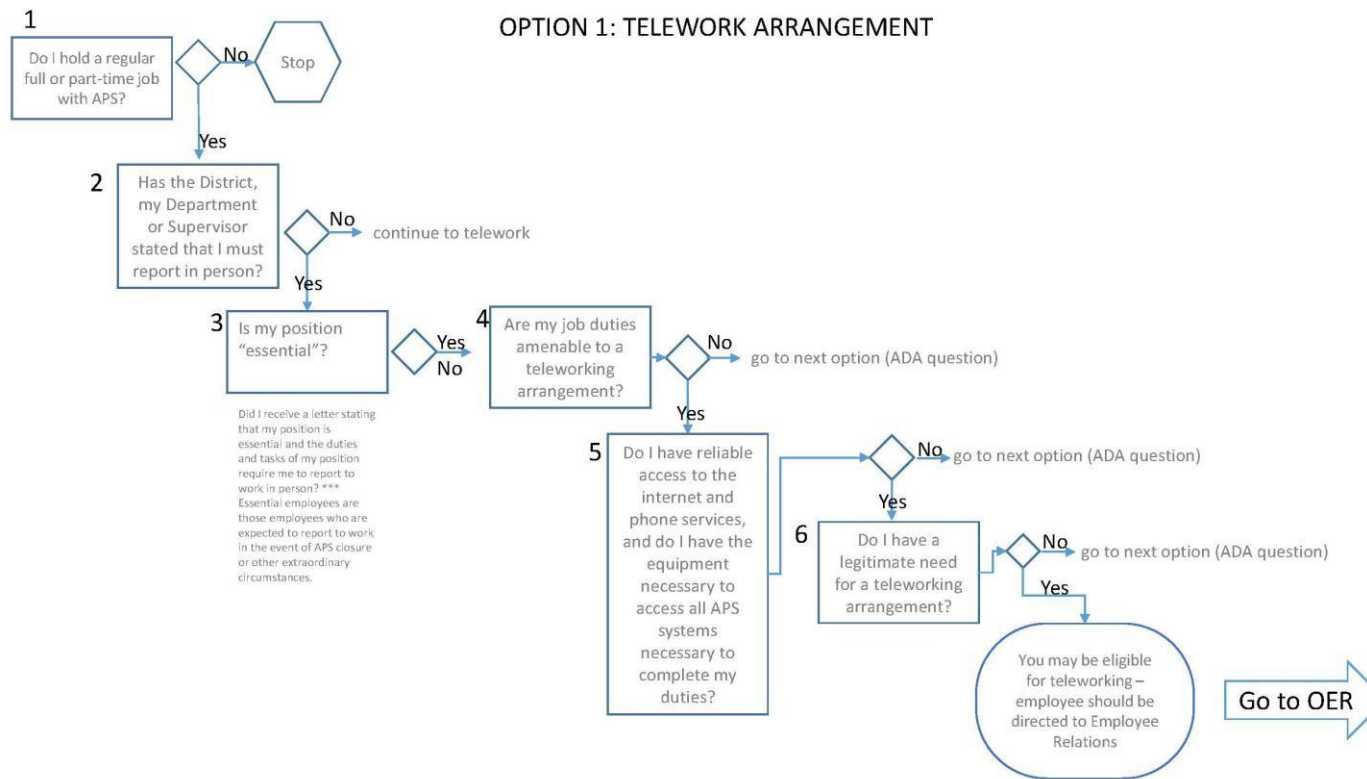 OPTION 1: TELEWORK ARRANGEMENT
1
Do I hold a regular
full or part-time job
with APS?
No
Stop
Yes
2
Has the District,
my Department
or Supervisor
stated that I must
report in person?
No
continue to telework
Yes
3
Is my position
“essential”?
Yes
No
Did I receive a letter stating
that my position is
essential and the duties
and tasks of my position
require me to report to
work in person? ***
Essential employees are
those employees who are
expected to report to work
in the event of APS closure
or other extraordinary
circumstances.
4
Are my job duties
amenable to a
teleworking
arrangement?
No
go to next option (ADA question)
Yes
5
Do I have reliable
access to the
internet and
phone services,
and do I have the
equipment
necessary to
access all APS
systems
necessary to
complete my
duties?
No
go to next option (ADA question)
Yes
6
Do I have a
legitimate need
for a teleworking
arrangement?
No
go to next option (ADA question)
Yes
You may be eligible
for teleworking –
employee should be
directed to Employee
Relations
Go to OER